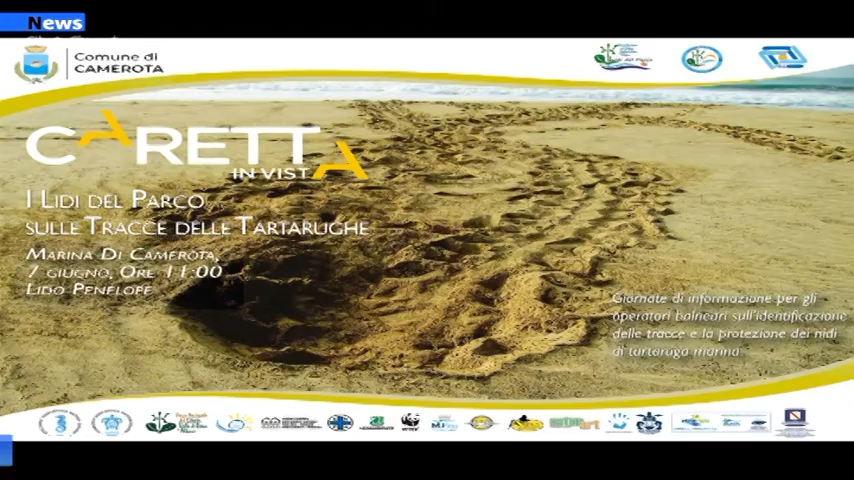 News
Comune di
CAMEROTA
CARETTA
IN VISTA
I LIDI DEL PARCO
SULLE TRACCE DELLE TARTARUGHE
MARINA DI CAMEROTA,
7 GIUGNO, ORE 11:00
LIDO PENELOPE
Giornate di informazione per gli
operatori balneari sull'identificazione
delle tracce e la protezione dei nidi
di tartaruga marina
WWF